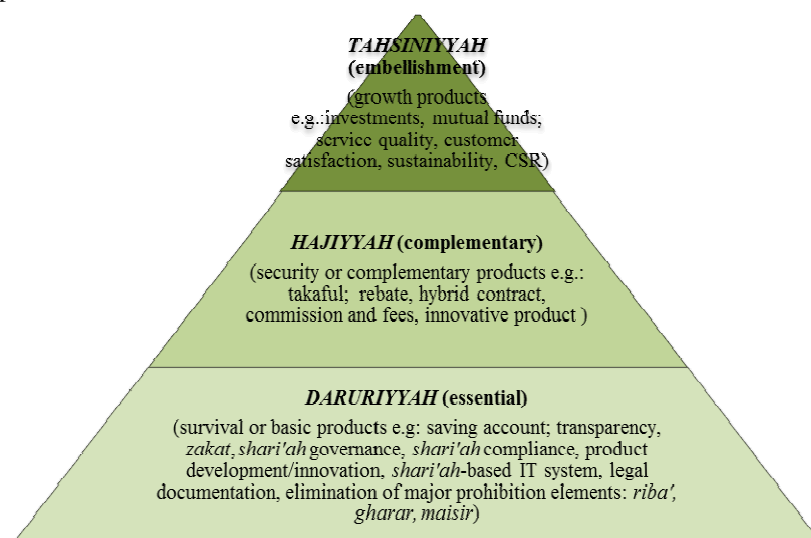 TAHSINIYYAH
(embellishment)
(growth products
e.g.:investments, mutual funds;
service quality, customer
satisfaction, sustainability, CSR)
HAJIYYAH (complementary)
(security or complementary products e.g.:
takaful; rebate, hybrid contract,
commission and fees, innovative product )
DARURIYYAH (essential)
(survival or basic products e.g: saving account; transparency,
zakat, shari'ah governance, shari'ah compliance, product
development/innovation, shari'ah-based IT system, legal
documentation, elimination of major prohibition elements: riba',
gharar, maisir)